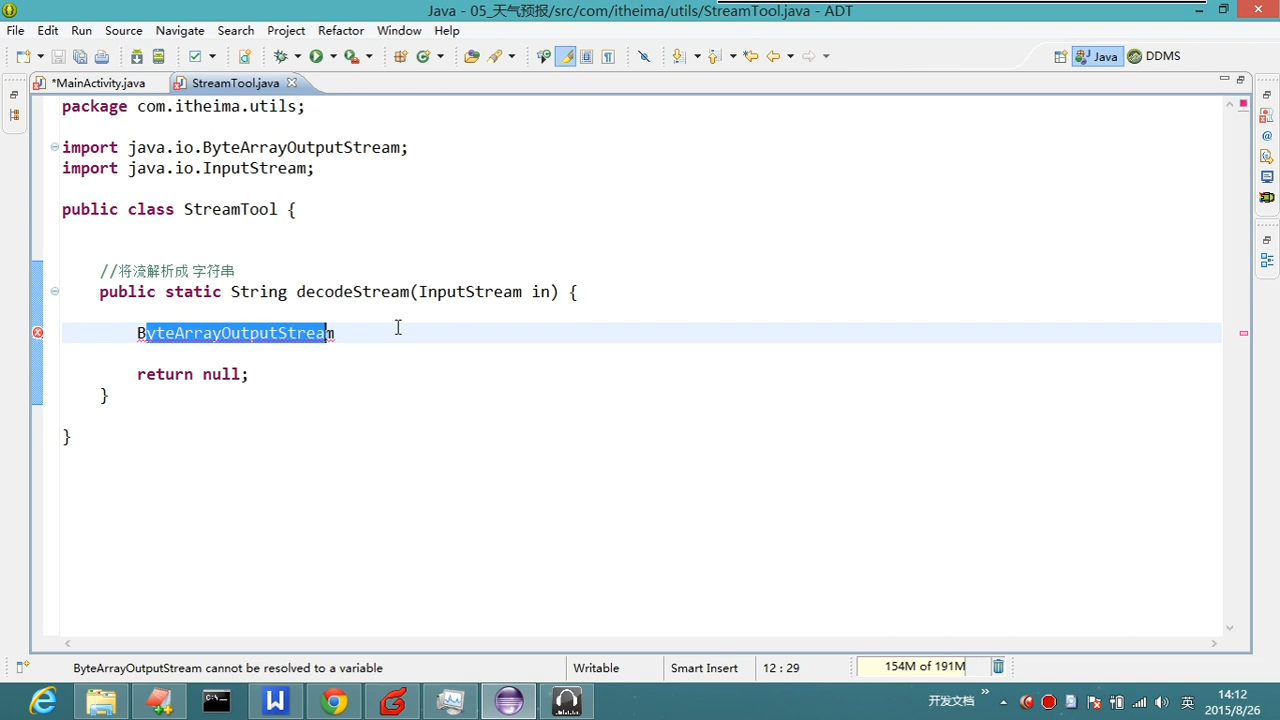 Java - 05_天气预报/src/com/itheima/utils/StreamTool.java - ADT
File Edit Run Source Navigate Search Project Refactor Window Help
Java DDMS
*MainActivity.java StreamTool.java
package com.itheima.utils;
import java.io.ByteArrayOutputStream;
import java.io.InputStream;
public class StreamTool {
//将流解析成 字符串
public static String decodeStream(InputStream in) {
ByteArrayOutputStream
return null;
}
}
ByteArrayOutputStream cannot be resolved to a variable Writable Smart Insert 12 : 29 154M of 191M
开发文档 » 英 14:12
2015/8/26